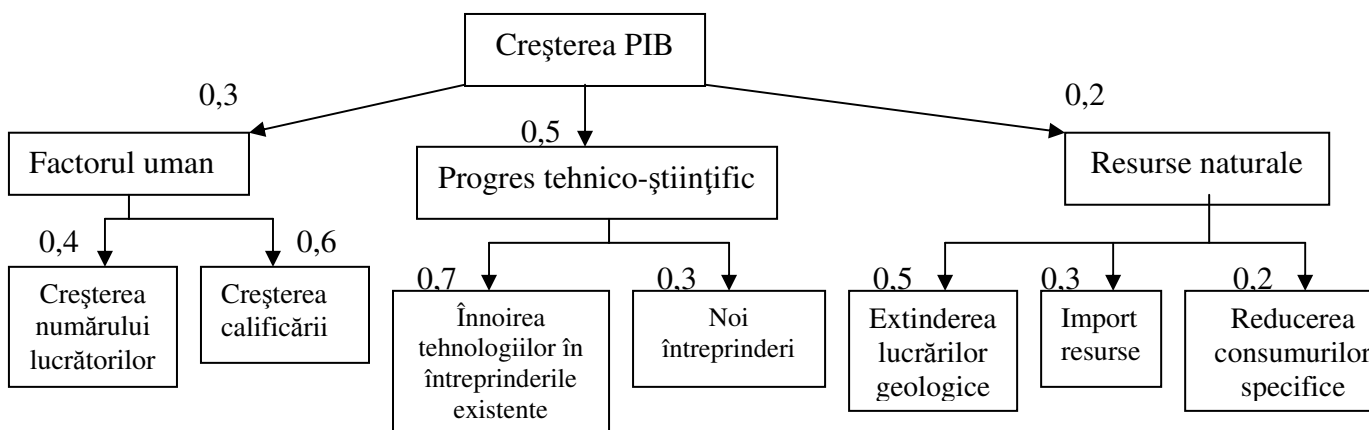 Creşterea PIB
0,3
0,5
0,2
Factorul uman
Progres tehnico-ştiinţific
Resurse naturale
0,4
0,6
0,7
0,3
0,5
0,3
0,2
Creşterea
numărului
lucrătorilor
Creşterea
calificării
Înnoirea
tehnologiilor în
întreprinderile
existente
Noi
întreprinderi
Extinderea
lucrărilor
geologice
Import
resurse
Reducerea
consumurilor
specifice